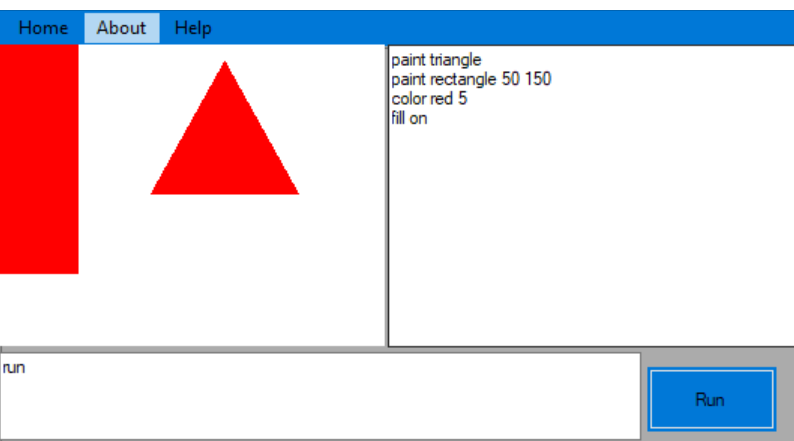 Home About Help
paint triangle
paint rectangle 50 150
color red 5
fill on
run
Run